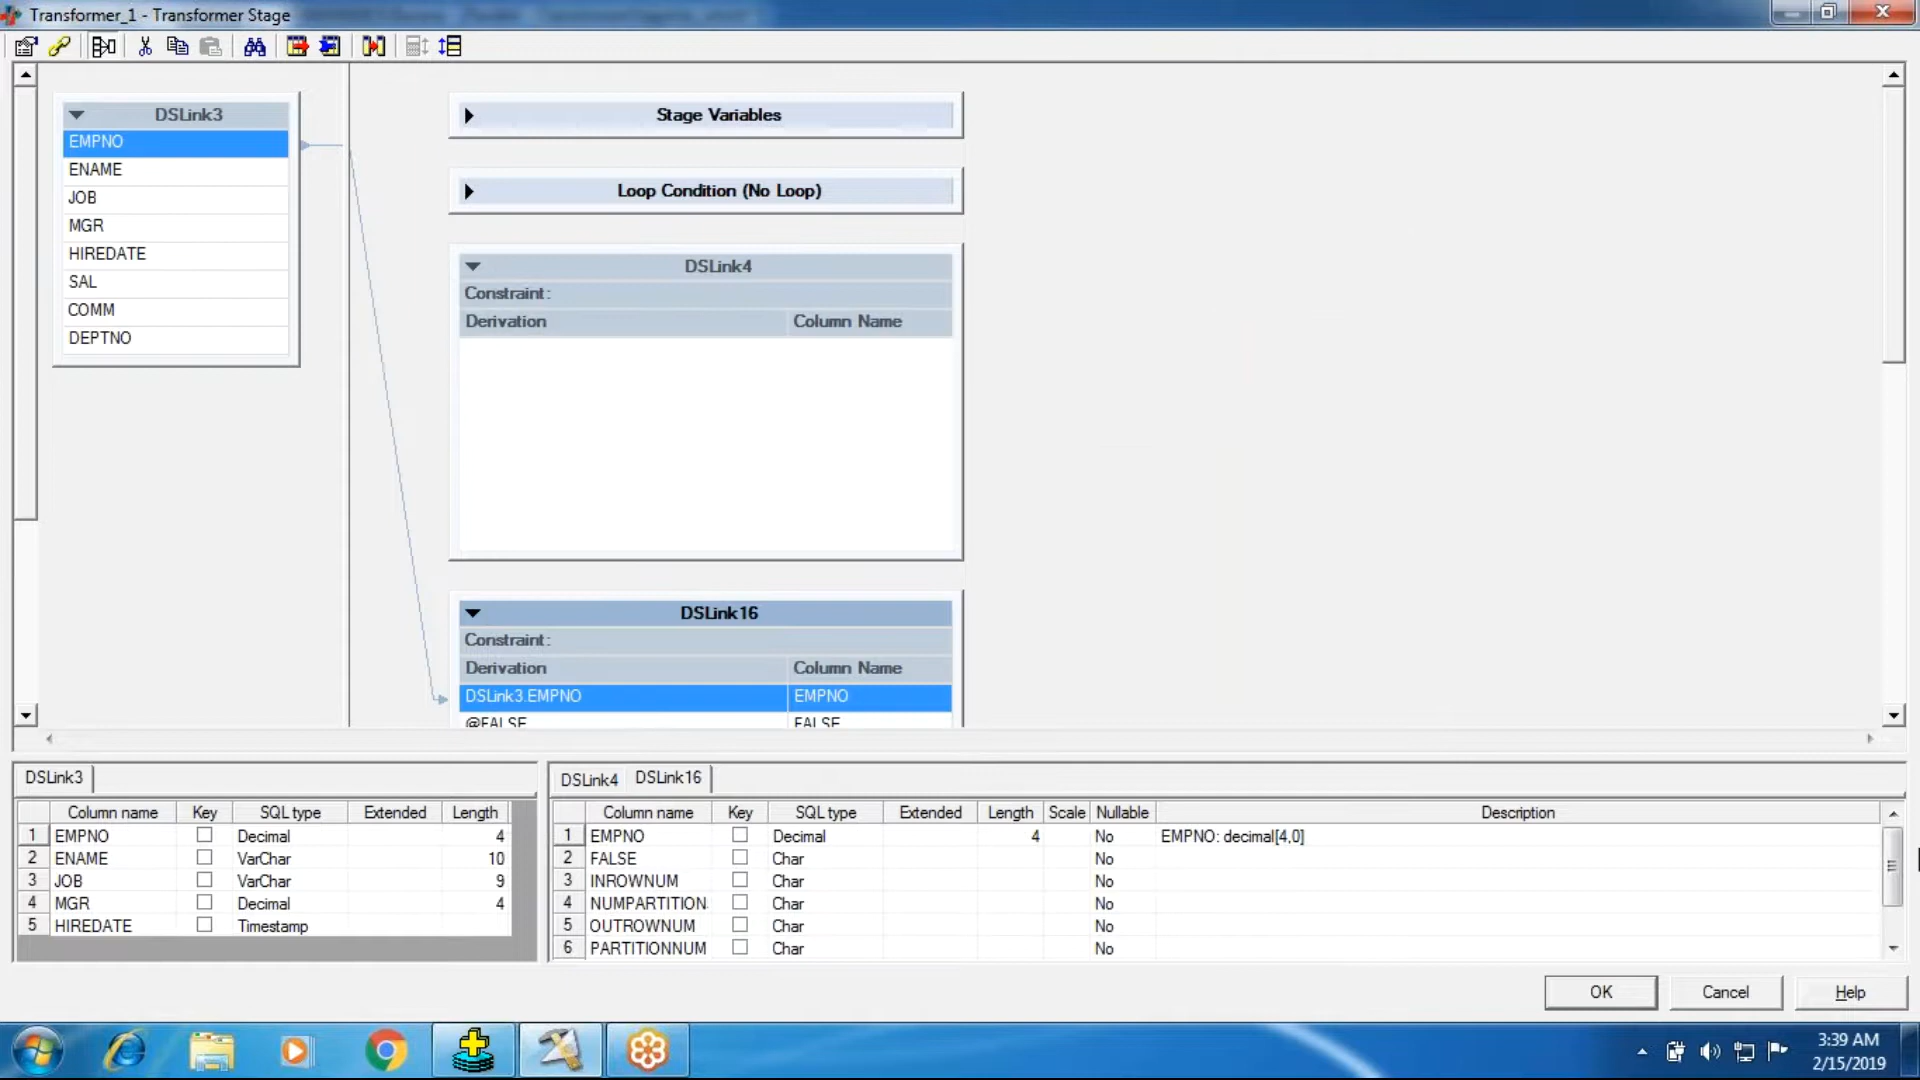 Transformer_1 - Transformer Stage
DSLink3
EMPNO
ENAME
JOB
MGR
HIREDATE
SAL
COMM
DEPTNO
Stage Variables
Loop Condition (No Loop)
DSLink4
Constraint:
Derivation Column Name
DSLink16
Constraint:
Derivation Column Name
DSLink3.EMPNO EMPNO
@FALSE FALSE
DSLink3
Column name Key SQL type Extended Length
1 EMPNO Decimal 4
2 ENAME VarChar 10
3 JOB VarChar 9
4 MGR Decimal 4
5 HIREDATE Timestamp
DSLink4 DSLink16
Column name Key SQL type Extended Length Scale Nullable Description
1 EMPNO Decimal 4 No EMPNO: decimal[4,0]
2 FALSE Char No
3 INROWNUM Char No
4 NUMPARTITION Char No
5 OUTROWNUM Char No
6 PARTITIONNUM Char No
OK Cancel Help
3:39 AM
2/15/2019